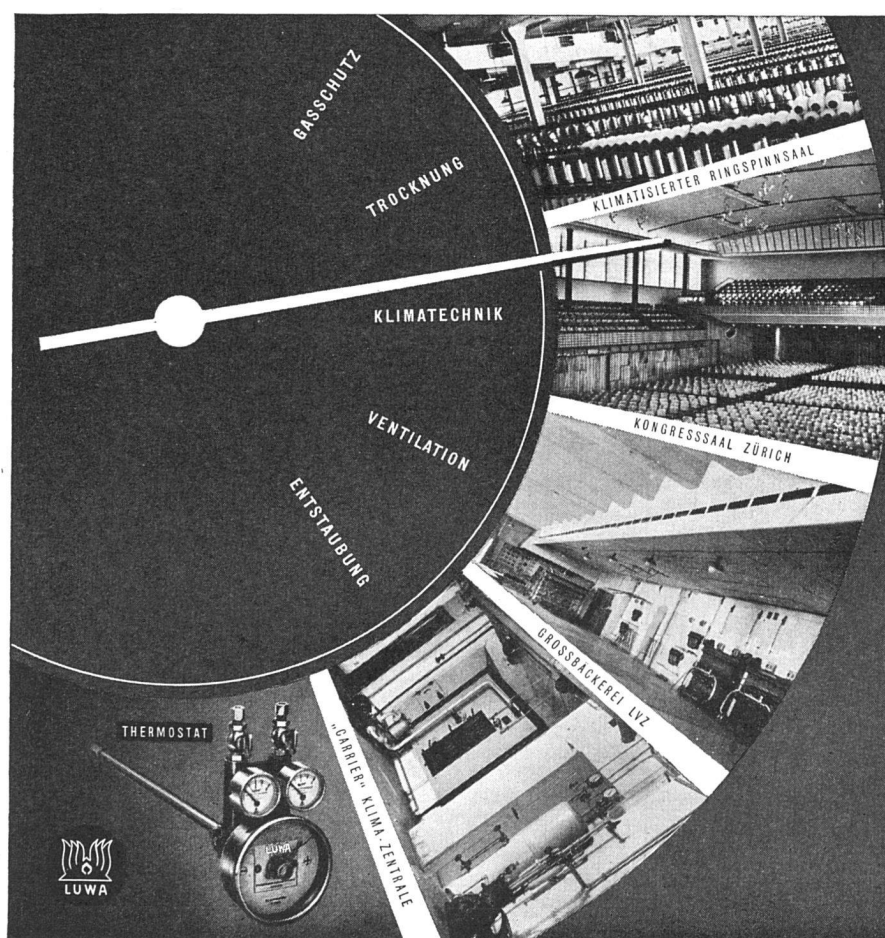 GASSCHUTZ
TROCKNUNG
KLIMATECHNIK
VENTILATION
ENTSTAUBUNG
KLIMATISIERTER RINGSPINNSAAL
KONGRESSSAAL ZÜRICH
GROSSBÄCKEREI LVZ
„CARRIER“ KLIMA-ZENTRALE
THERMOSTAT
LUWA
LUWA